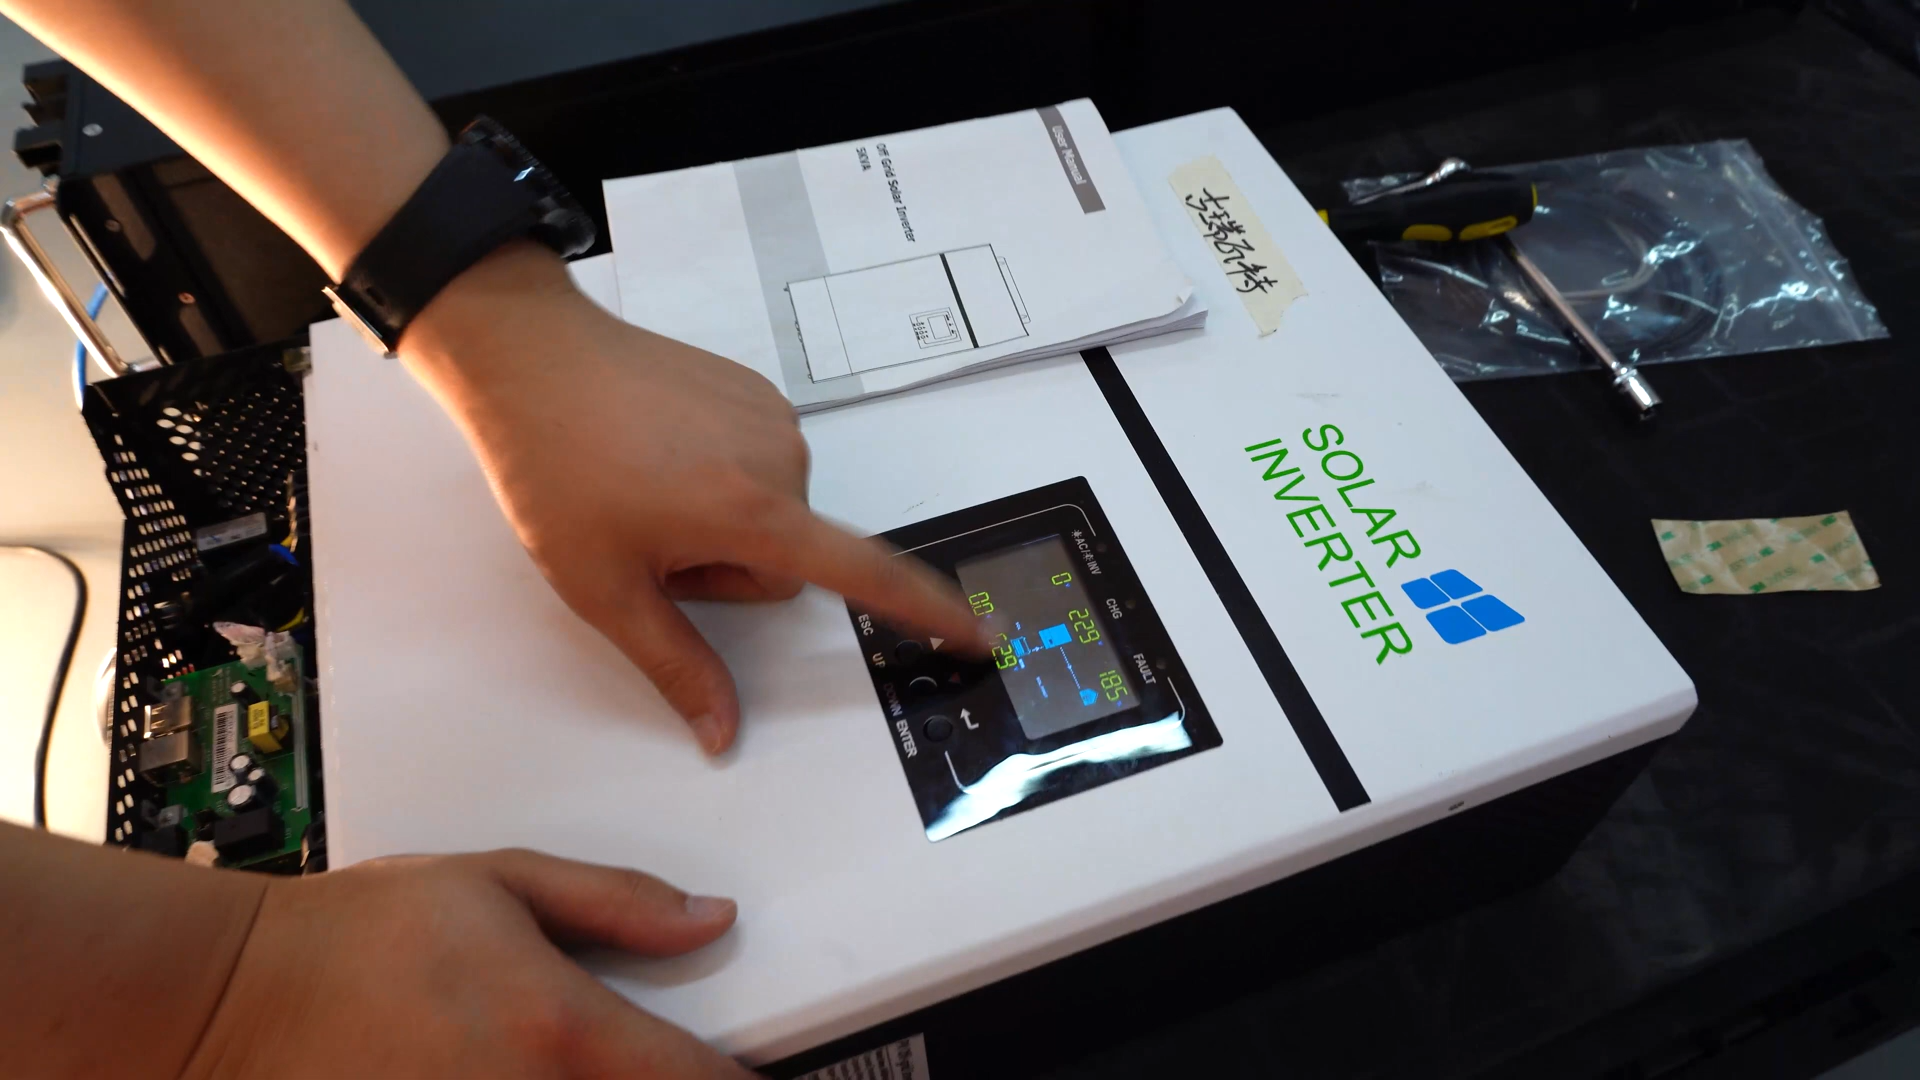 User Manual
Off Grid Solar Inverter
5KVA
SOLAR
INVERTER
AC/
INV
CHG
FAULT
0
229
185
00
29
ESC
UP
DOWN
ENTER